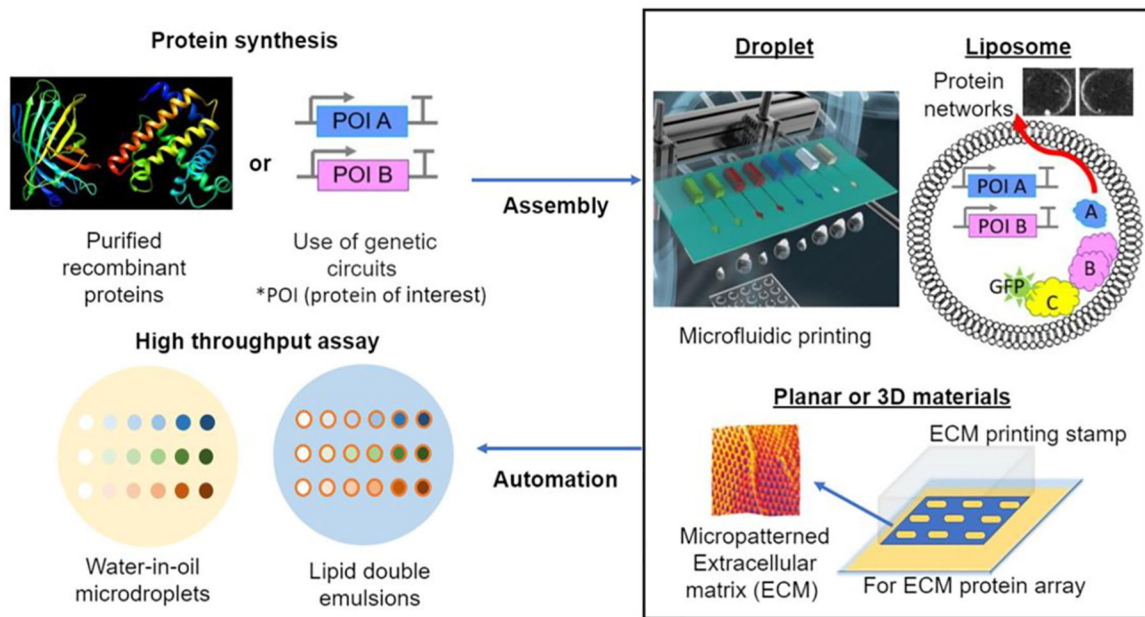 Protein synthesis
POI A
or
POI B
Purified
recombinant
proteins
Use of genetic
circuits
*POI (protein of interest)
Assembly
High throughput assay
Water-in-oil
microdroplets
Lipid double
emulsions
Automation
Droplet
Microfluidic printing
Liposome
Protein
networks
POI A
POI B
A
B
GFP
C
Planar or 3D materials
ECM printing stamp
Micropatterned
Extracellular
matrix (ECM)
For ECM protein array